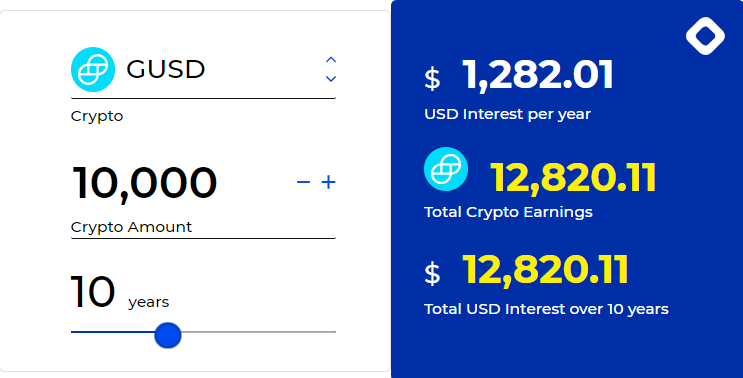 GUSD
Crypto
10,000
Crypto Amount
10 years
$ 1,282.01
USD Interest per year
12,820.11
Total Crypto Earnings
$ 12,820.11
Total USD Interest over 10 years